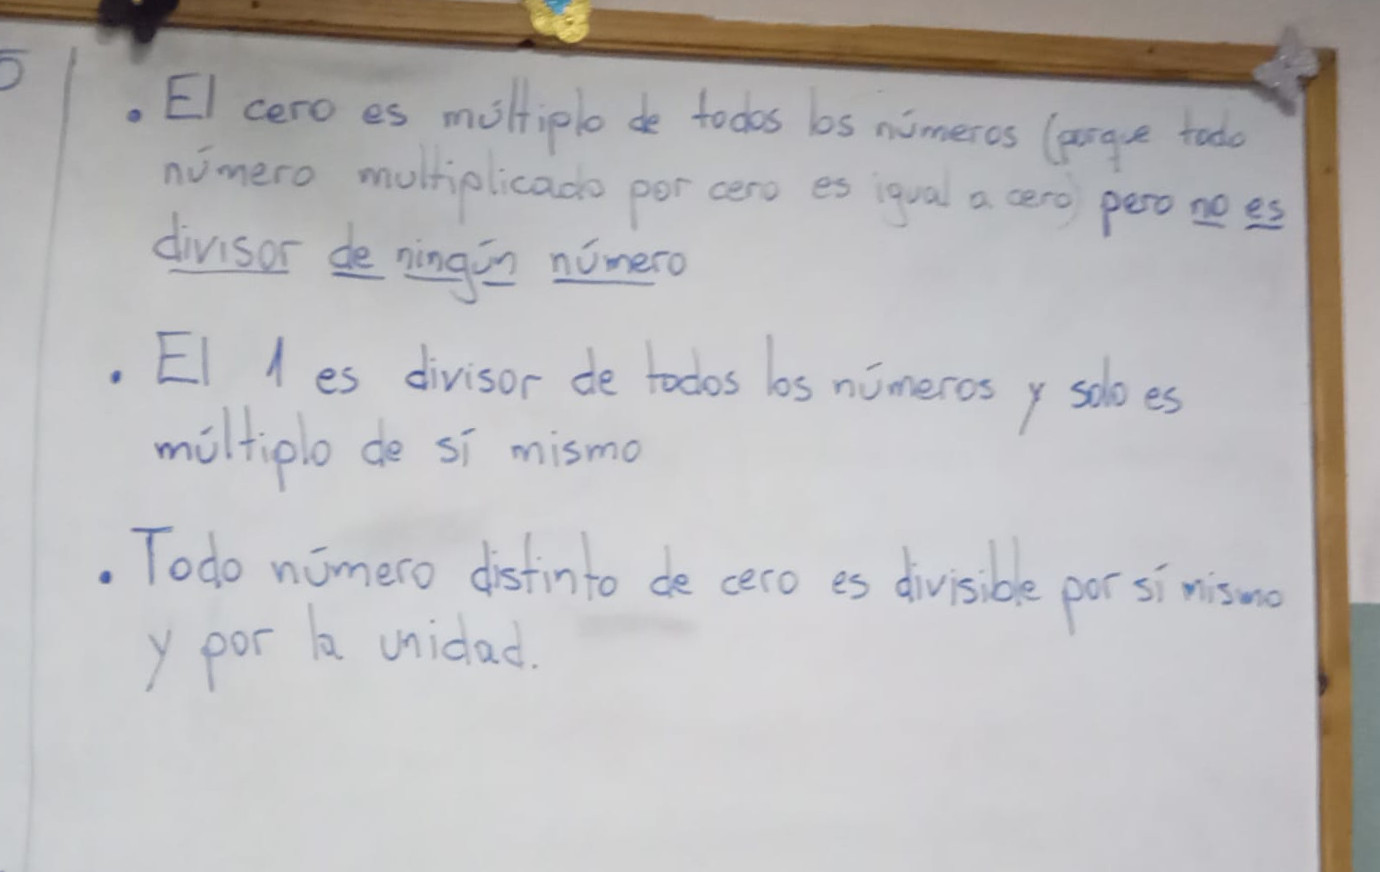 • El cero es múltiplo de todos los números (porque todo
número multiplicado por cero es igual a cero) pero no es
divisor de ningún número
• El 1 es divisor de todos los números y solo es
múltiplo de sí mismo
• Todo número distinto de cero es divisible por sí mismo
y por la unidad.